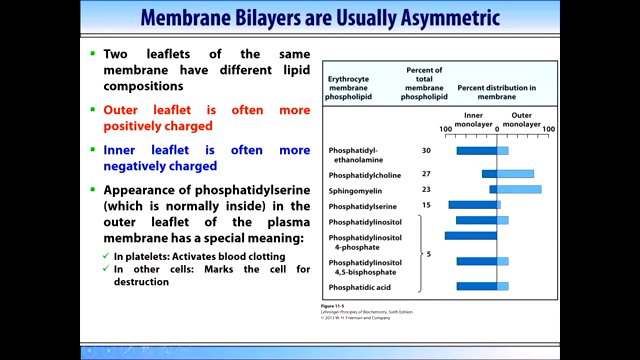 Membrane Bilayers are Usually Asymmetric
Two leaflets of the same
membrane have different lipid
compositions
Outer leaflet is often more
positively charged
Inner leaflet is often more
negatively charged
Appearance of phosphatidylserine
(which is normally inside) in the
outer leaflet of the plasma
membrane has a special meaning:
✓ In platelets: Activates blood clotting
✓ In other cells: Marks the cell for
destruction
Erythrocyte
membrane
phospholipid
Percent of
total
membrane
phospholipid
Percent distribution in
membrane
Inner
monolayer
Outer
monolayer
100 0 100
Phosphatidyl-
ethanolamine 30
Phosphatidylcholine 27
Sphingomyelin 23
Phosphatidylserine 15
Phosphatidylinositol
Phosphatidylinositol
4-phosphate
5
Phosphatidylinositol
4,5-bisphosphate
Phosphatidic acid
Figure 11-5
Lehninger Principles of Biochemistry, Sixth Edition
© 2013 W. H. Freeman and Company